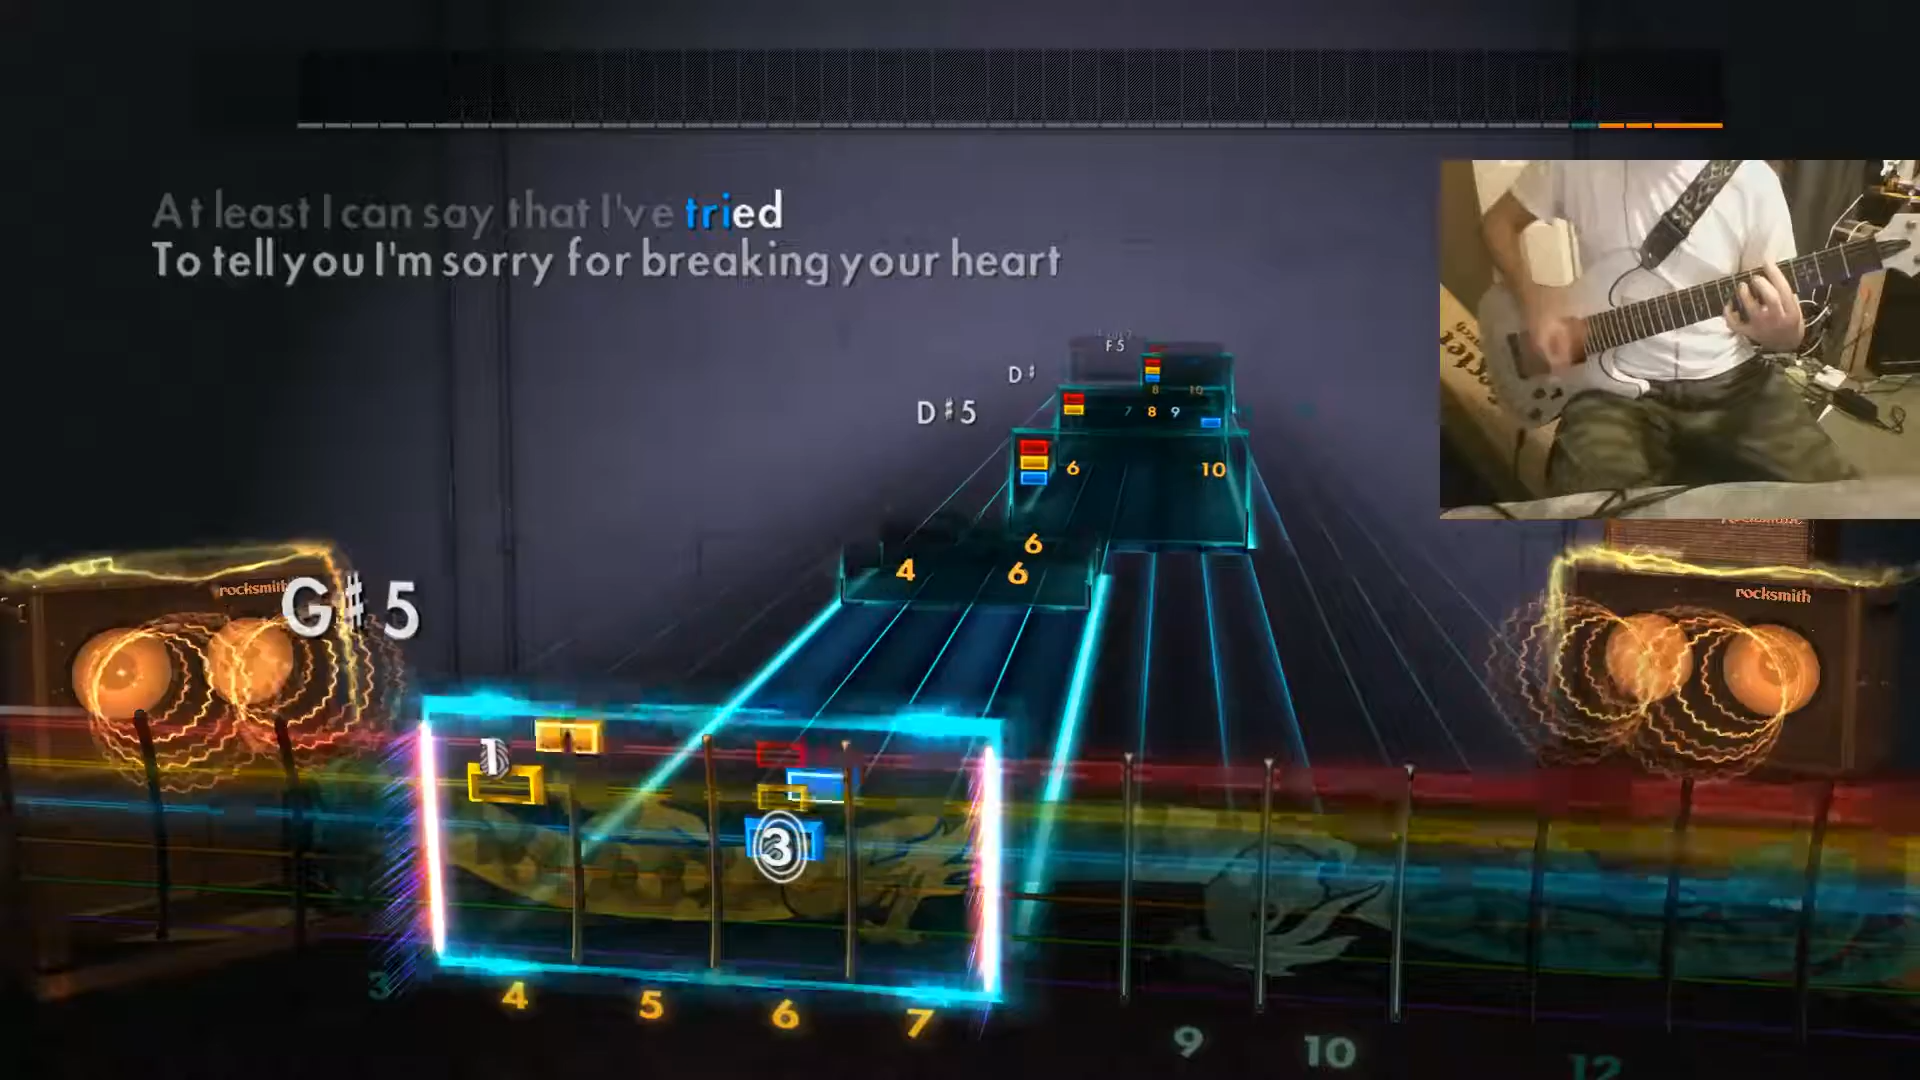 At least I can say that I've tried
To tell you I'm sorry for breaking your heart
F5
D♯
8 10
D♯5
7 8 9
6 10
6
4 6
rocksmith
rocksmith
G♯5
1
3
3 4 5 6 7 9 10 12